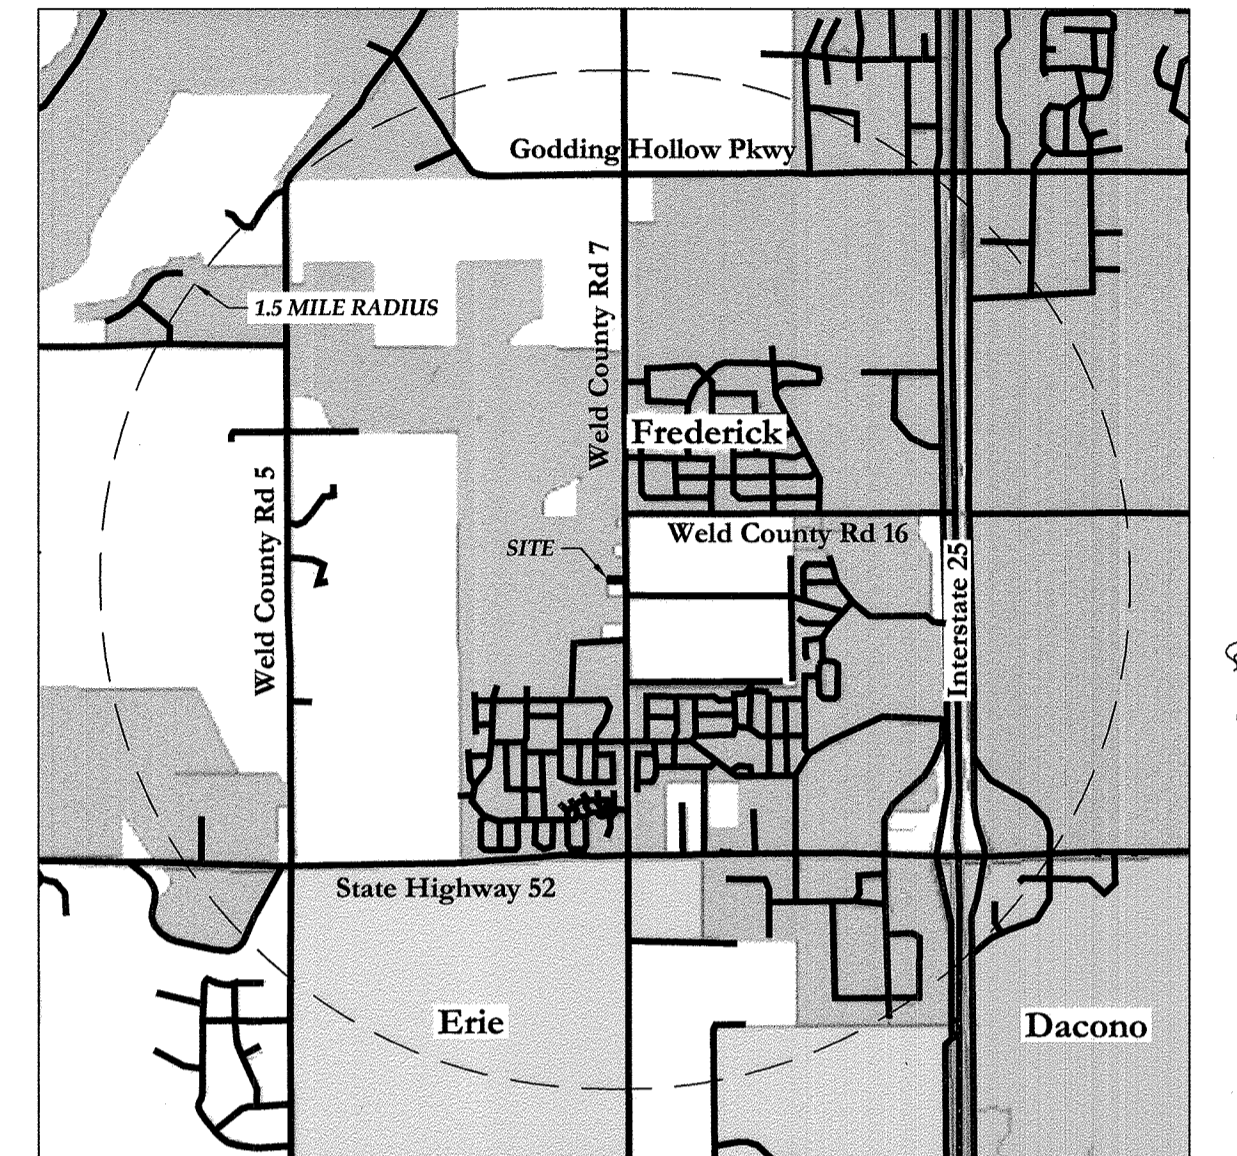 Godding Hollow Pkwy
Weld County Rd 7
1.5 MILE RADIUS
Frederick
Weld County Rd 5
Weld County Rd 16
SITE
Interstate 25
State Highway 52
Erie
Dacono